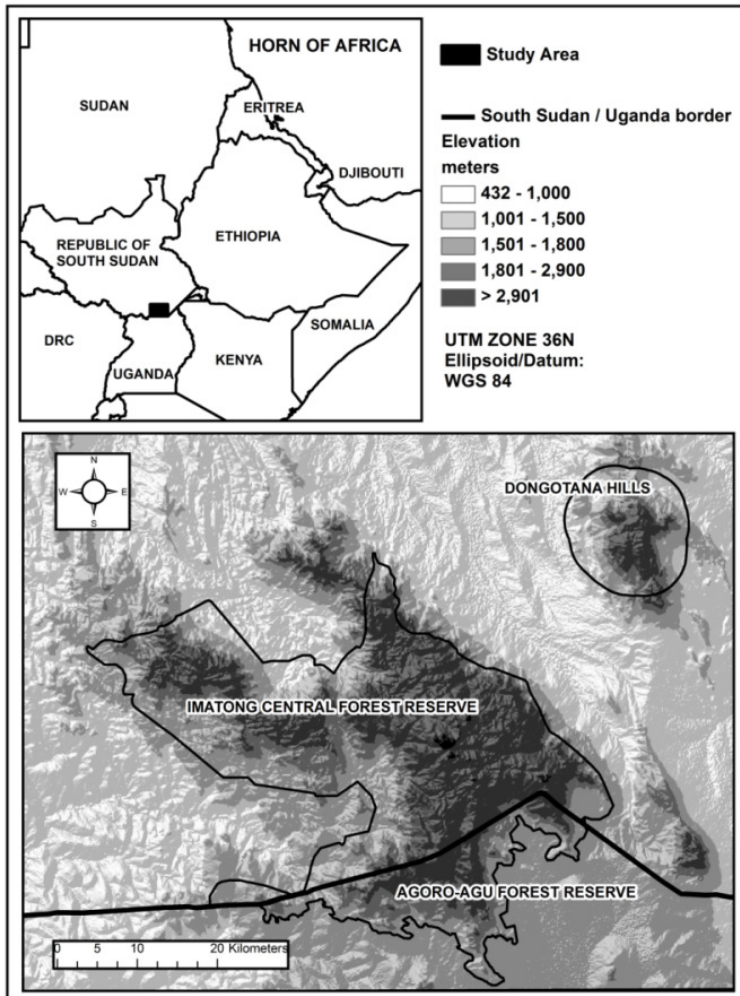 HORN OF AFRICA
SUDAN
ERITREA
DJIBOUTI
REPUBLIC OF
SOUTH SUDAN
ETHIOPIA
DRC
UGANDA
KENYA
SOMALIA
Study Area
South Sudan / Uganda border
Elevation
meters
432 - 1,000
1,001 - 1,500
1,501 - 1,800
1,801 - 2,900
> 2,901
UTM ZONE 36N
Ellipsoid/Datum:
WGS 84
N
W E
S
DONGOTANA HILLS
IMATONG CENTRAL FOREST RESERVE
AGORO-AGU FOREST RESERVE
0 5 10 20 Kilometers